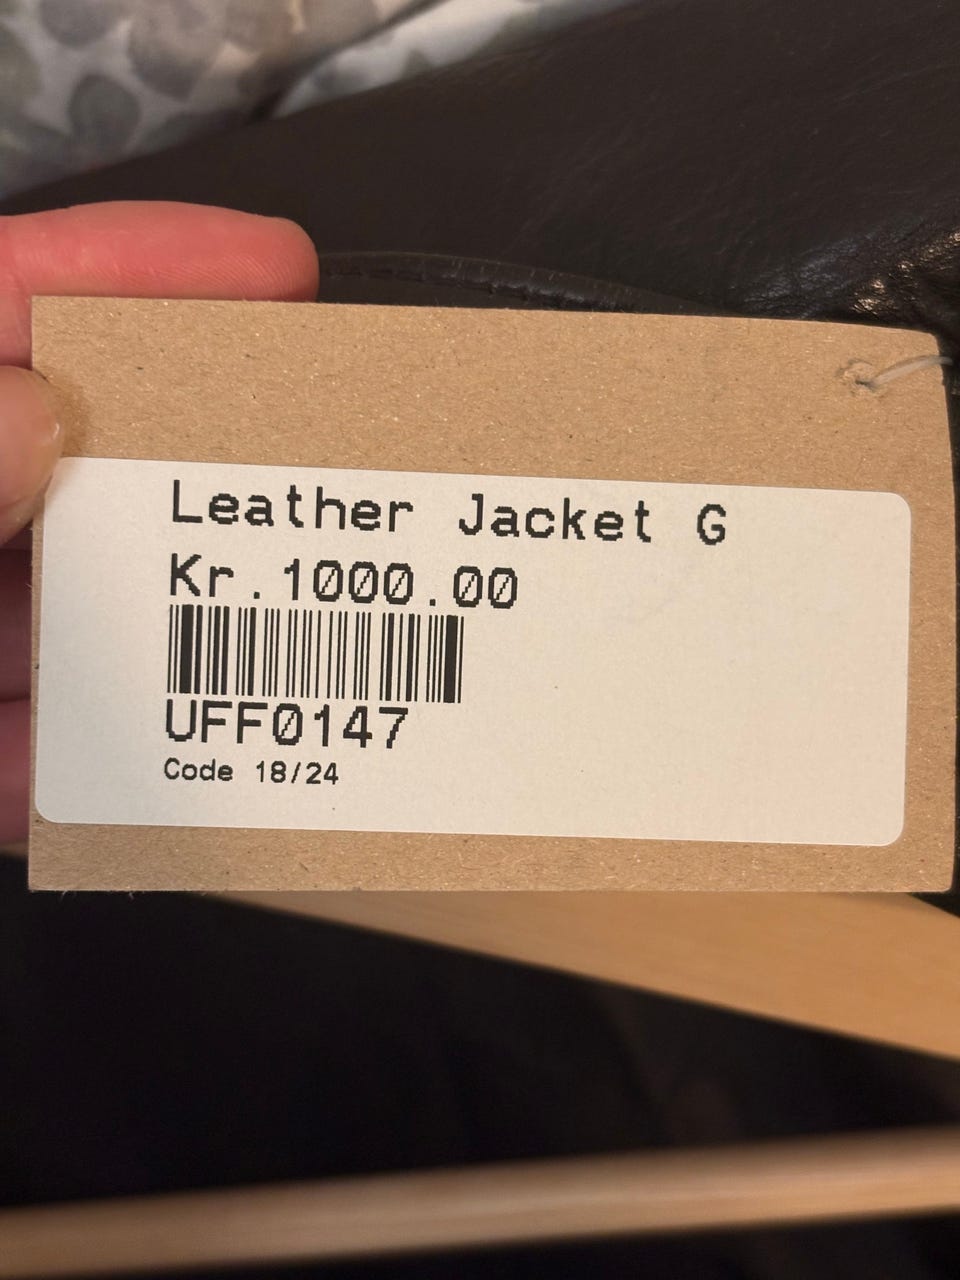 Leather Jacket G
Kr.1000.00
UFF0147
Code 18/24